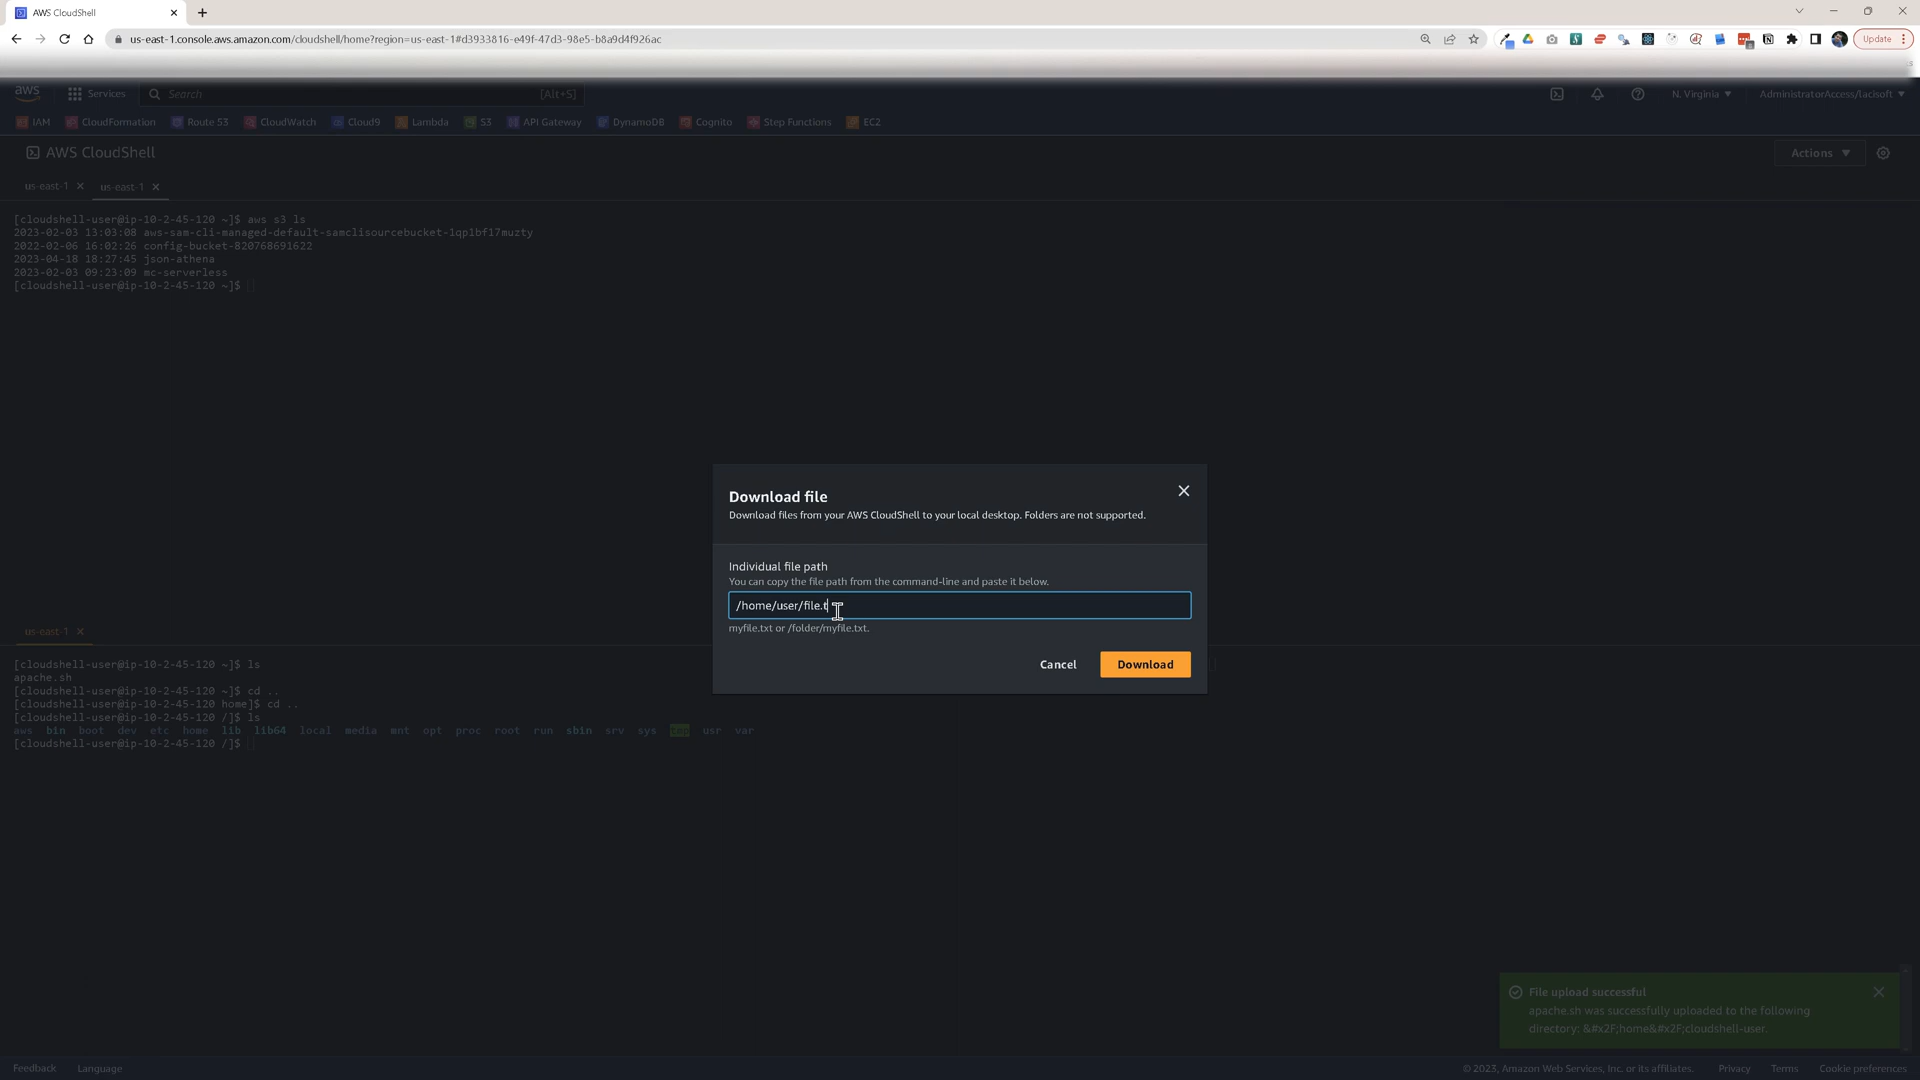 AWS CloudShell
us-east-1.console.aws.amazon.com/cloudshell/home?region=us-east-1#d3933816-e49f-47d3-98e5-b8a9d4f926ac
Update
aws
Services
Search
[Alt+S]
N. Virginia
AdministratorAccess/lacisoft
IAM
CloudFormation
Route 53
CloudWatch
Cloud9
Lambda
S3
API Gateway
DynamoDB
Cognito
Step Functions
EC2
AWS CloudShell
Actions
us-east-1
us-east-1
[cloudshell-user@ip-10-2-45-120 ~]$ aws s3 ls
2023-02-03 13:03:08 aws-sam-cli-managed-default-samclisourcebucket-1qp1bf17muzty
2022-02-06 16:02:26 config-bucket-820768691622
2023-04-18 18:27:45 json-athena
2023-02-03 09:23:09 mc-serverless
[cloudshell-user@ip-10-2-45-120 ~]$
Download file
Download files from your AWS CloudShell to your local desktop. Folders are not supported.
Individual file path
You can copy the file path from the command-line and paste it below.
/home/user/file.t
myfile.txt or /folder/myfile.txt.
Cancel
Download
us-east-1
[cloudshell-user@ip-10-2-45-120 ~]$ ls
apache.sh
[cloudshell-user@ip-10-2-45-120 ~]$ cd ..
[cloudshell-user@ip-10-2-45-120 home]$ cd ..
[cloudshell-user@ip-10-2-45-120 /]$ ls
aws bin boot dev etc home lib lib64 local media mnt opt proc root run sbin srv sys tmp usr var
[cloudshell-user@ip-10-2-45-120 /]$
File upload successful
apache.sh was successfully uploaded to the following
directory: &#x2F;home&#x2F;cloudshell-user.
Feedback
Language
© 2023, Amazon Web Services, Inc. or its affiliates.
Privacy
Terms
Cookie preferences